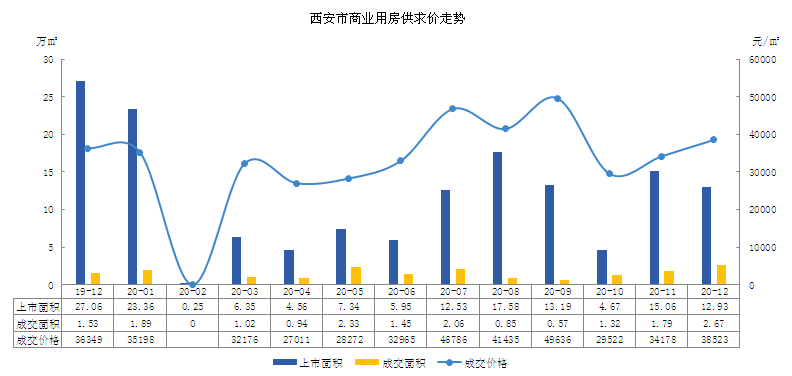 西安市商业用房供求价走势
万㎡ 元/㎡
30 60000
25 50000
20 40000
15 30000
10 20000
5 10000
0 0
19-12 20-01 20-02 20-03 20-04 20-05 20-06 20-07 20-08 20-09 20-10 20-11 20-12
上市面积 27.06 23.36 0.25 6.35 4.56 7.34 5.95 12.53 17.58 13.19 4.67 15.06 12.93
成交面积 1.53 1.89 0 1.02 0.94 2.33 1.45 2.06 0.85 0.57 1.32 1.79 2.67
成交价格 36349 35198 32176 27011 28272 32965 46786 41435 49636 29522 34178 38523
上市面积 成交面积 成交价格